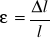 ε = Δl / l